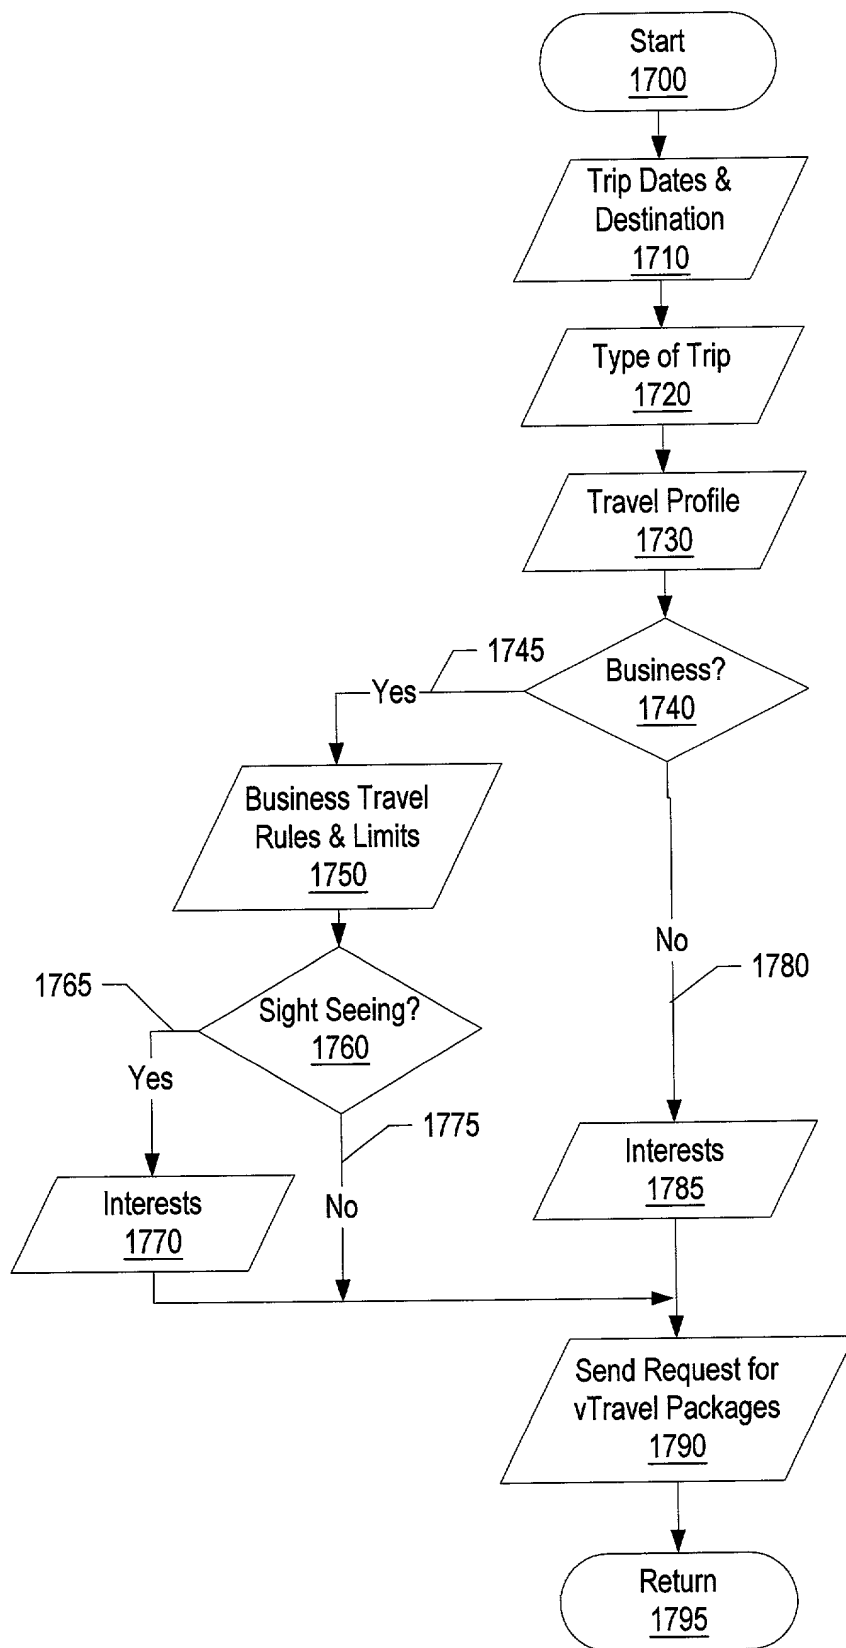 Start
1700
Trip Dates &
Destination
1710
Type of Trip
1720
Travel Profile
1730
1745
Business?
1740
Yes
Business Travel
Rules & Limits
1750
No
1780
1765
Sight Seeing?
1760
Yes
1775
Interests
1785
Interests
1770
No
Send Request for
vTravel Packages
1790
Return
1795